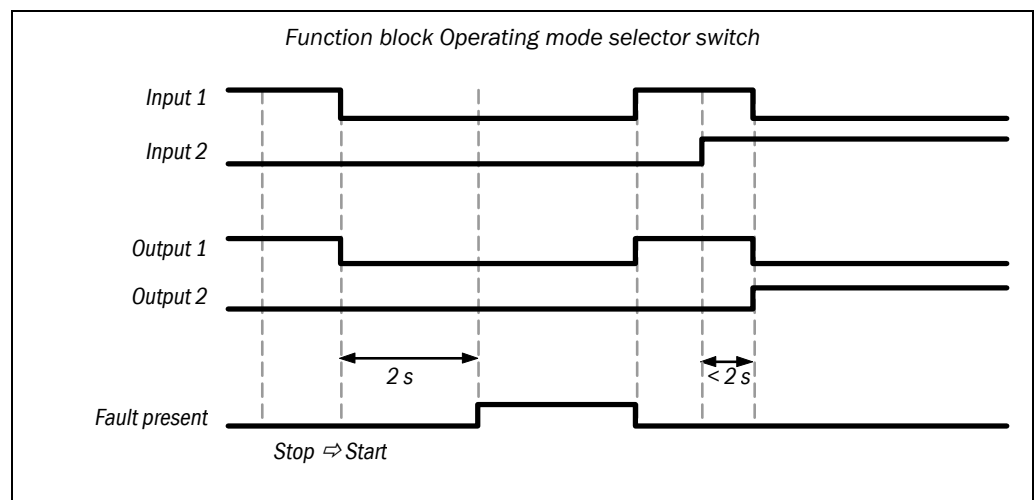 Function block Operating mode selector switch
Input 1
Input 2
Output 1
Output 2
2 s
< 2 s
Fault present
Stop ⇨ Start